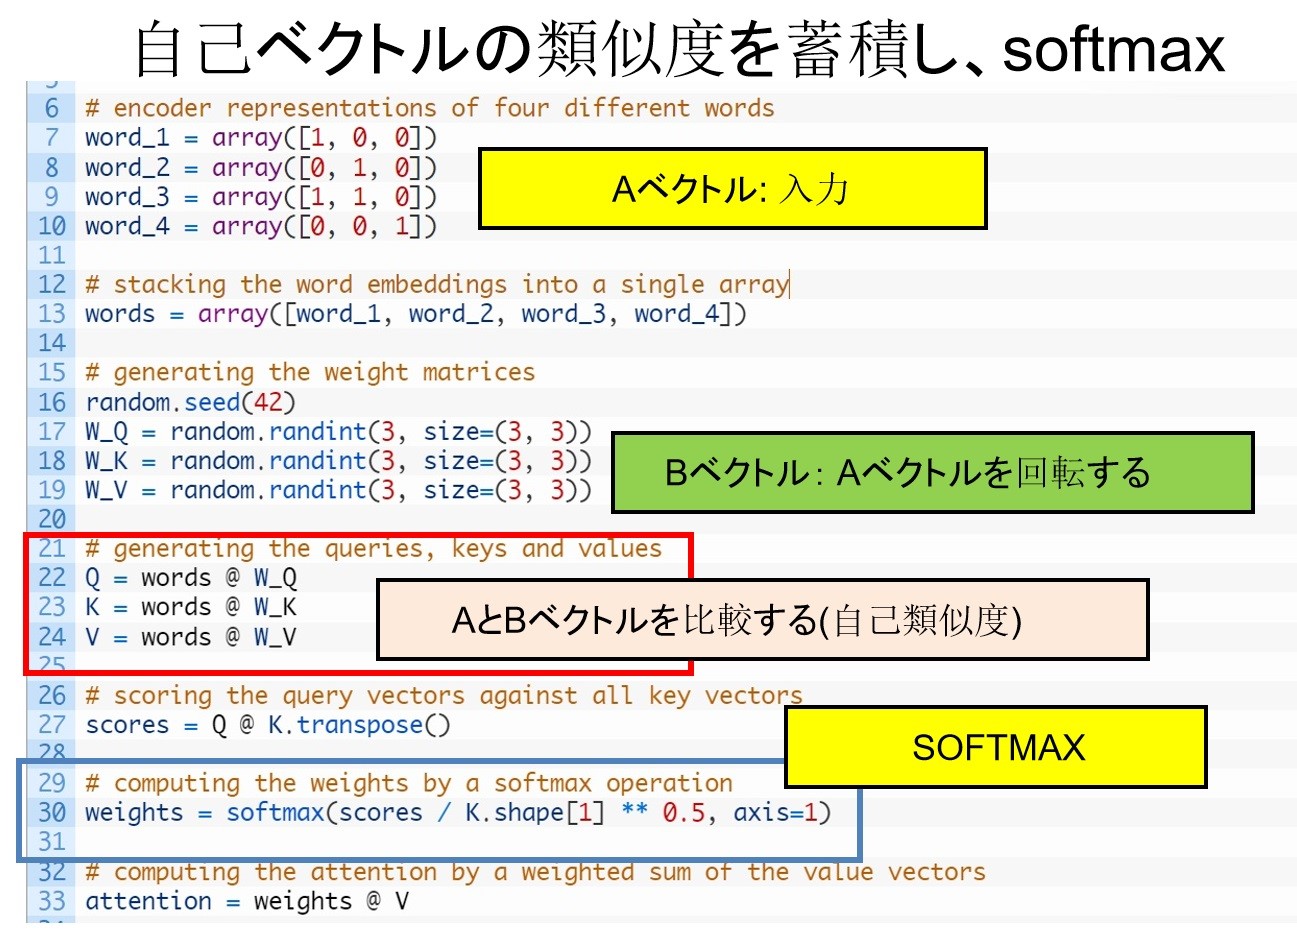 自己ベクトルの類似度を蓄積し、softmax
6 # encoder representations of four different words
7 word_1 = array([1, 0, 0])
8 word_2 = array([0, 1, 0])
9 word_3 = array([1, 1, 0])
10 word_4 = array([0, 0, 1])
Aベクトル: 入力
11
12 # stacking the word embeddings into a single array
13 words = array([word_1, word_2, word_3, word_4])
14
15 # generating the weight matrices
16 random.seed(42)
17 W_Q = random.randint(3, size=(3, 3))
18 W_K = random.randint(3, size=(3, 3))
19 W_V = random.randint(3, size=(3, 3))
Bベクトル: Aベクトルを回転する
20
21 # generating the queries, keys and values
22 Q = words @ W_Q
23 K = words @ W_K
24 V = words @ W_V
AとBベクトルを比較する(自己類似度)
25
26 # scoring the query vectors against all key vectors
27 scores = Q @ K.transpose()
SOFTMAX
28
29 # computing the weights by a softmax operation
30 weights = softmax(scores / K.shape[1] ** 0.5, axis=1)
31
32 # computing the attention by a weighted sum of the value vectors
33 attention = weights @ V